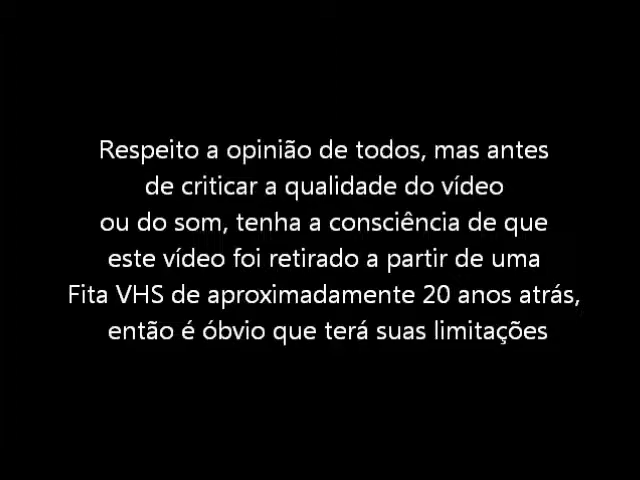 Respeito a opinião de todos, mas antes
de criticar a qualidade do vídeo
ou do som, tenha a consciência de que
este vídeo foi retirado a partir de uma
Fita VHS de aproximadamente 20 anos atrás,
então é óbvio que terá suas limitações